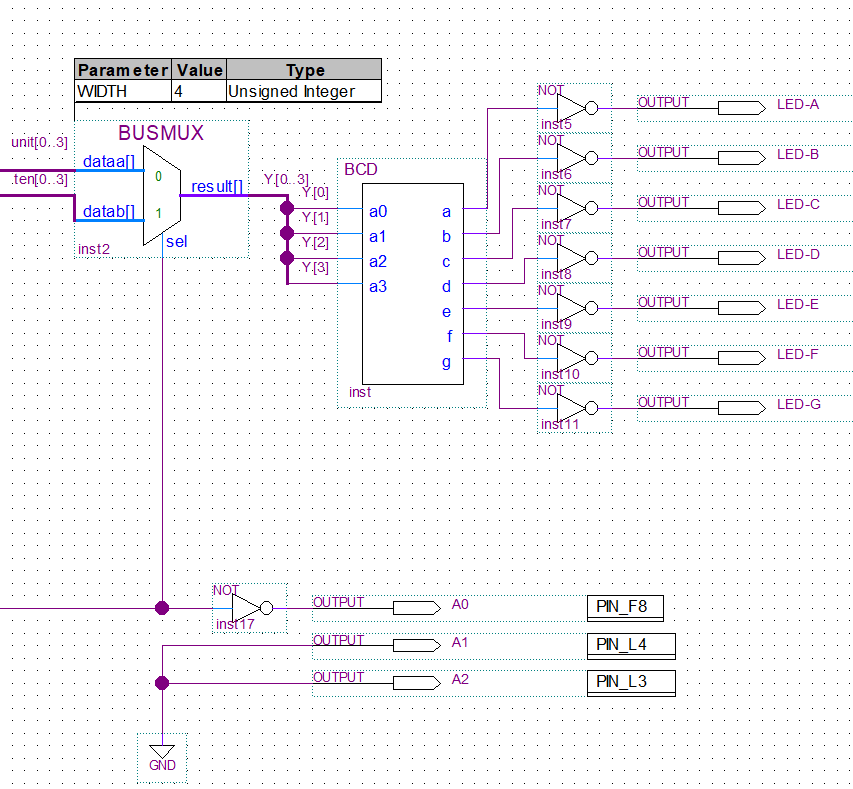 Parameter Value Type
WIDTH 4 Unsigned Integer
BUSMUX
unit[0..3]
dataa[]
0
ten[0..3]
result[]
datab[]
1
sel
inst2
Y.[0..3]
Y.[0]
Y.[1]
Y.[2]
Y.[3]
BCD
a0 a
a1 b
a2 c
a3 d
e
f
g
inst
NOT
inst5
OUTPUT
LED-A
NOT
inst6
OUTPUT
LED-B
NOT
inst7
OUTPUT
LED-C
NOT
inst8
OUTPUT
LED-D
NOT
inst9
OUTPUT
LED-E
NOT
inst10
OUTPUT
LED-F
NOT
inst11
OUTPUT
LED-G
NOT
inst17
OUTPUT
A0
PIN_F8
OUTPUT
A1
PIN_L4
OUTPUT
A2
PIN_L3
GND